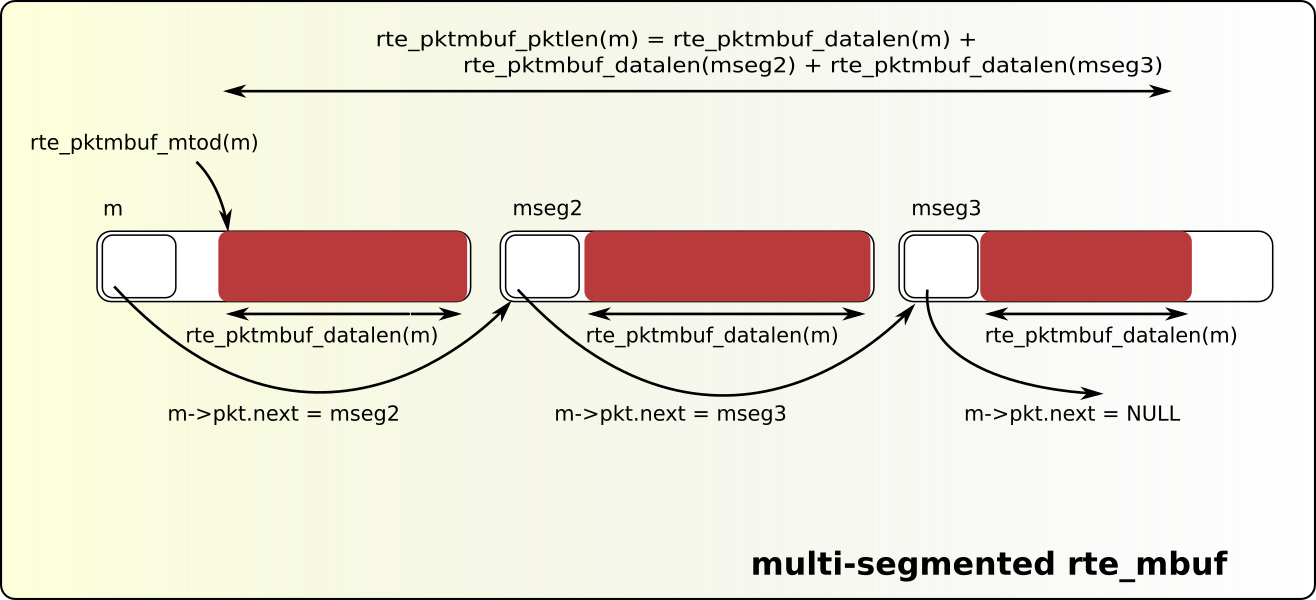 rte_pktmbuf_pktlen(m) = rte_pktmbuf_datalen(m) +
rte_pktmbuf_datalen(mseg2) + rte_pktmbuf_datalen(mseg3)
rte_pktmbuf_mtod(m)
m
mseg2
mseg3
rte_pktmbuf_datalen(m)
rte_pktmbuf_datalen(m)
rte_pktmbuf_datalen(m)
m->pkt.next = mseg2
m->pkt.next = mseg3
m->pkt.next = NULL
multi-segmented rte_mbuf